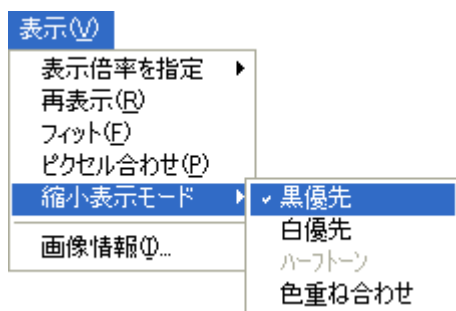 表示(V)
表示倍率を指定
再表示(R)
フィット(F)
ピクセル合わせ(P)
縮小表示モード
黒優先
白優先
ハーフトーン
色重ね合わせ
画像情報(I)...